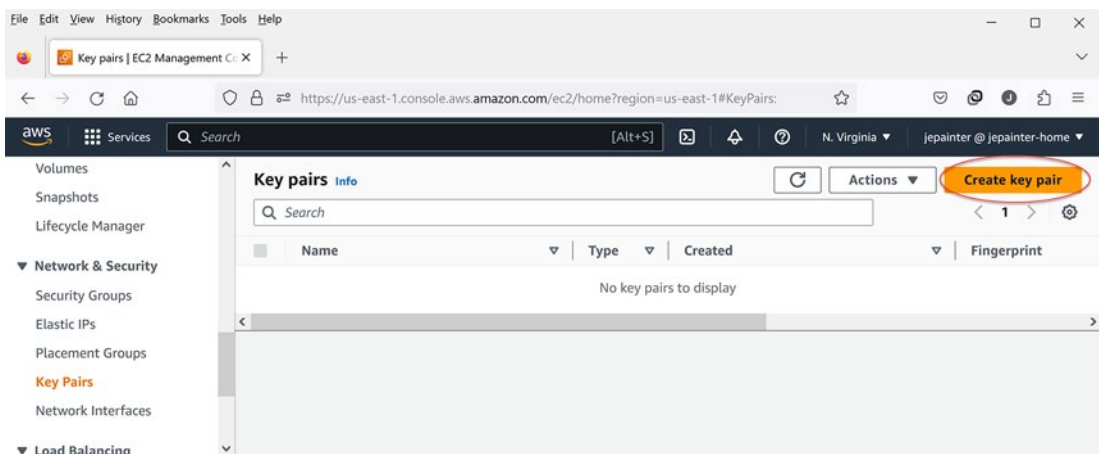 File Edit View History Bookmarks Tools Help
Key pairs | EC2 Management Co
https://us-east-1.console.aws.amazon.com/ec2/home?region=us-east-1#KeyPairs:
aws Services Search [Alt+S] N. Virginia jepainter @ jepainter-home
Volumes
Snapshots
Lifecycle Manager
Network & Security
Security Groups
Elastic IPs
Placement Groups
Key Pairs
Network Interfaces
Load Balancing
Key pairs Info Actions Create key pair
Search 1
Name Type Created Fingerprint
No key pairs to display